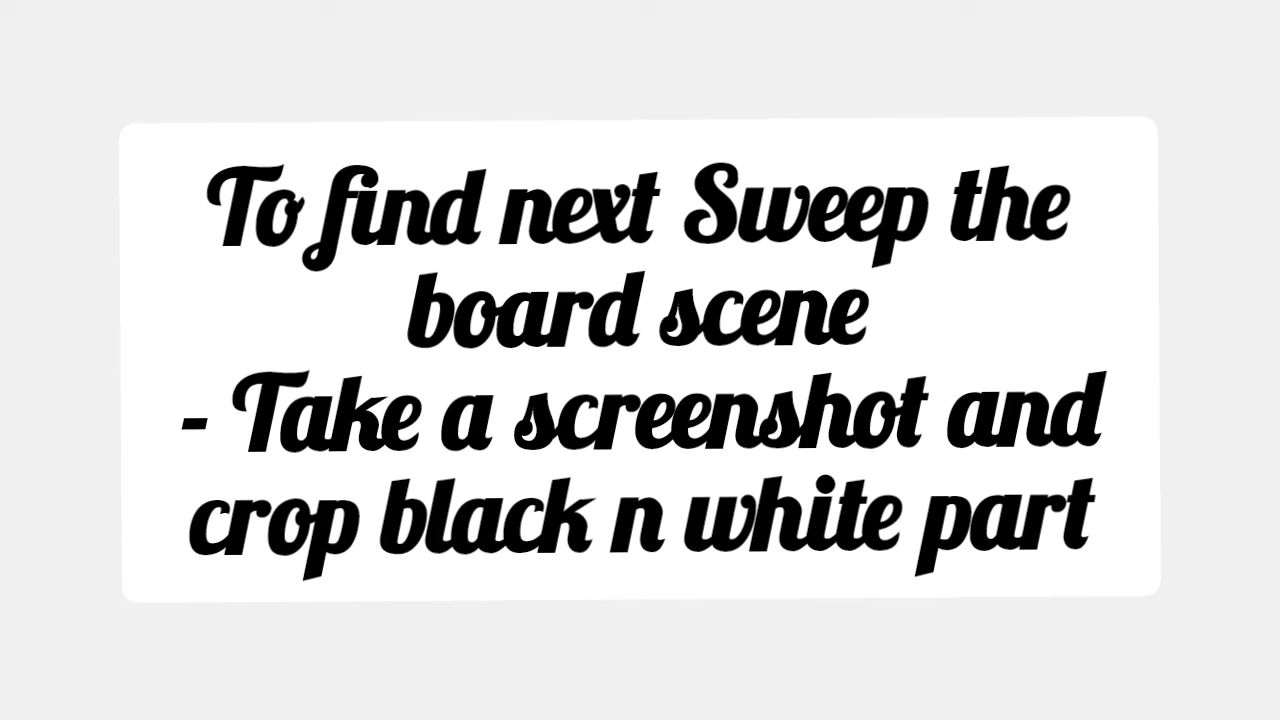 To find next Sweep the
board scene
- Take a screenshot and
crop black n white part